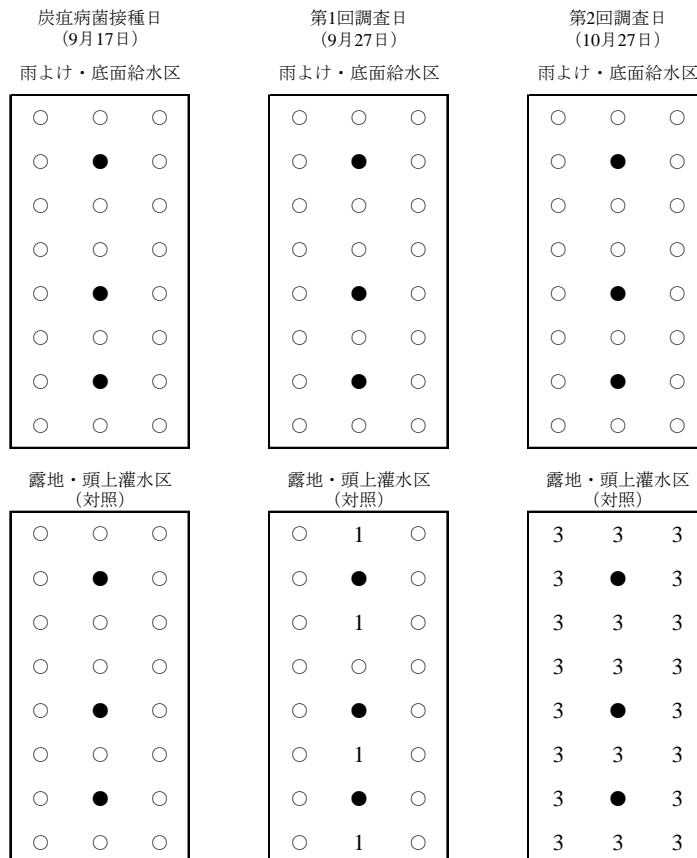 炭疽病菌接種日
（9月17日）
第1回調査日
（9月27日）
第2回調査日
（10月27日）
雨よけ・底面給水区
雨よけ・底面給水区
雨よけ・底面給水区
○ ○ ○ ○ ○ ○ ○ ○ ○
○ ● ○ ○ ● ○ ○ ● ○
○ ○ ○ ○ ○ ○ ○ ○ ○
○ ○ ○ ○ ○ ○ ○ ○ ○
○ ● ○ ○ ● ○ ○ ● ○
○ ○ ○ ○ ○ ○ ○ ○ ○
○ ● ○ ○ ● ○ ○ ● ○
○ ○ ○ ○ ○ ○ ○ ○ ○
露地・頭上灌水区
（対照）
露地・頭上灌水区
（対照）
露地・頭上灌水区
（対照）
○ ○ ○ ○ 1 ○ 3 3 3
○ ● ○ ○ ● ○ 3 ● 3
○ ○ ○ ○ 1 ○ 3 3 3
○ ○ ○ ○ ○ ○ 3 3 3
○ ● ○ ○ ● ○ 3 ● 3
○ ○ ○ ○ 1 ○ 3 3 3
○ ● ○ ○ ● ○ 3 ● 3
○ ○ ○ ○ 1 ○ 3 3 3